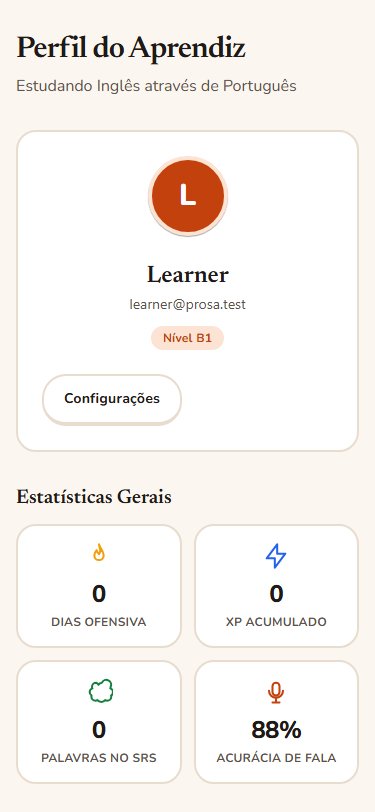 Perfil do Aprendiz
Estudando Inglês através de Português
L
Learner
learner@prosa.test
Nível B1
Configurações
Estatísticas Gerais
0
DIAS OFENSIVA
0
XP ACUMULADO
0
PALAVRAS NO SRS
88%
ACURÁCIA DE FALA